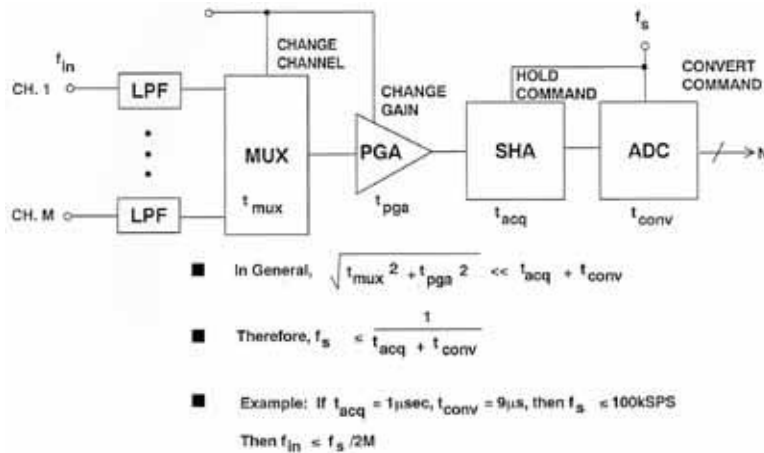 f_s
f_in
CHANGE
CHANNEL
HOLD
COMMAND
CONVERT
COMMAND
CH. 1
LPF
CHANGE
GAIN
MUX
PGA
SHA
ADC
N
t_mux
t_pga
t_acq
t_conv
CH. M
LPF
■ In General, √(t_mux² + t_pga²) << t_acq + t_conv
■ Therefore, f_s ≤ 1 / (t_acq + t_conv)
■ Example: If t_acq = 1μsec, t_conv = 9μs, then f_s ≤ 100kSPS
Then f_in ≤ f_s /2M